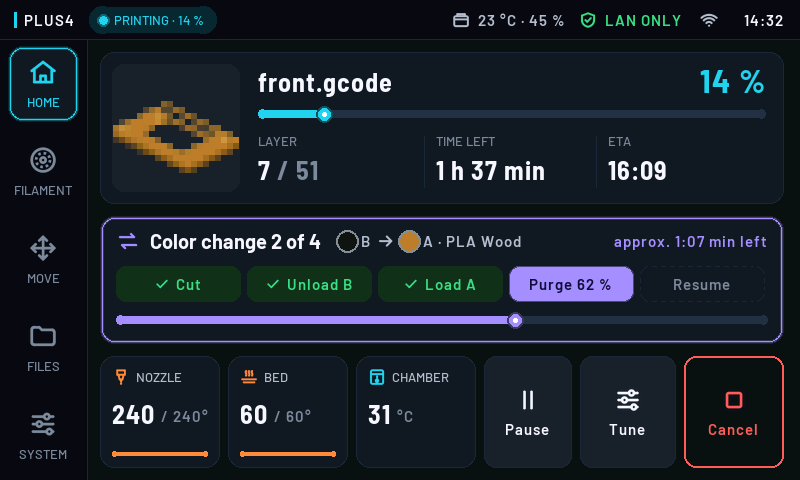 PLUS4
PRINTING · 14 %
23 °C · 45 %
LAN ONLY
14:32
HOME
FILAMENT
MOVE
FILES
SYSTEM
front.gcode
14 %
LAYER
7 / 51
TIME LEFT
1 h 37 min
ETA
16:09
Color change 2 of 4
B → A · PLA Wood
approx. 1:07 min left
Cut
Unload B
Load A
Purge 62 %
Resume
NOZZLE
240 / 240°
BED
60 / 60°
CHAMBER
31 °C
Pause
Tune
Cancel